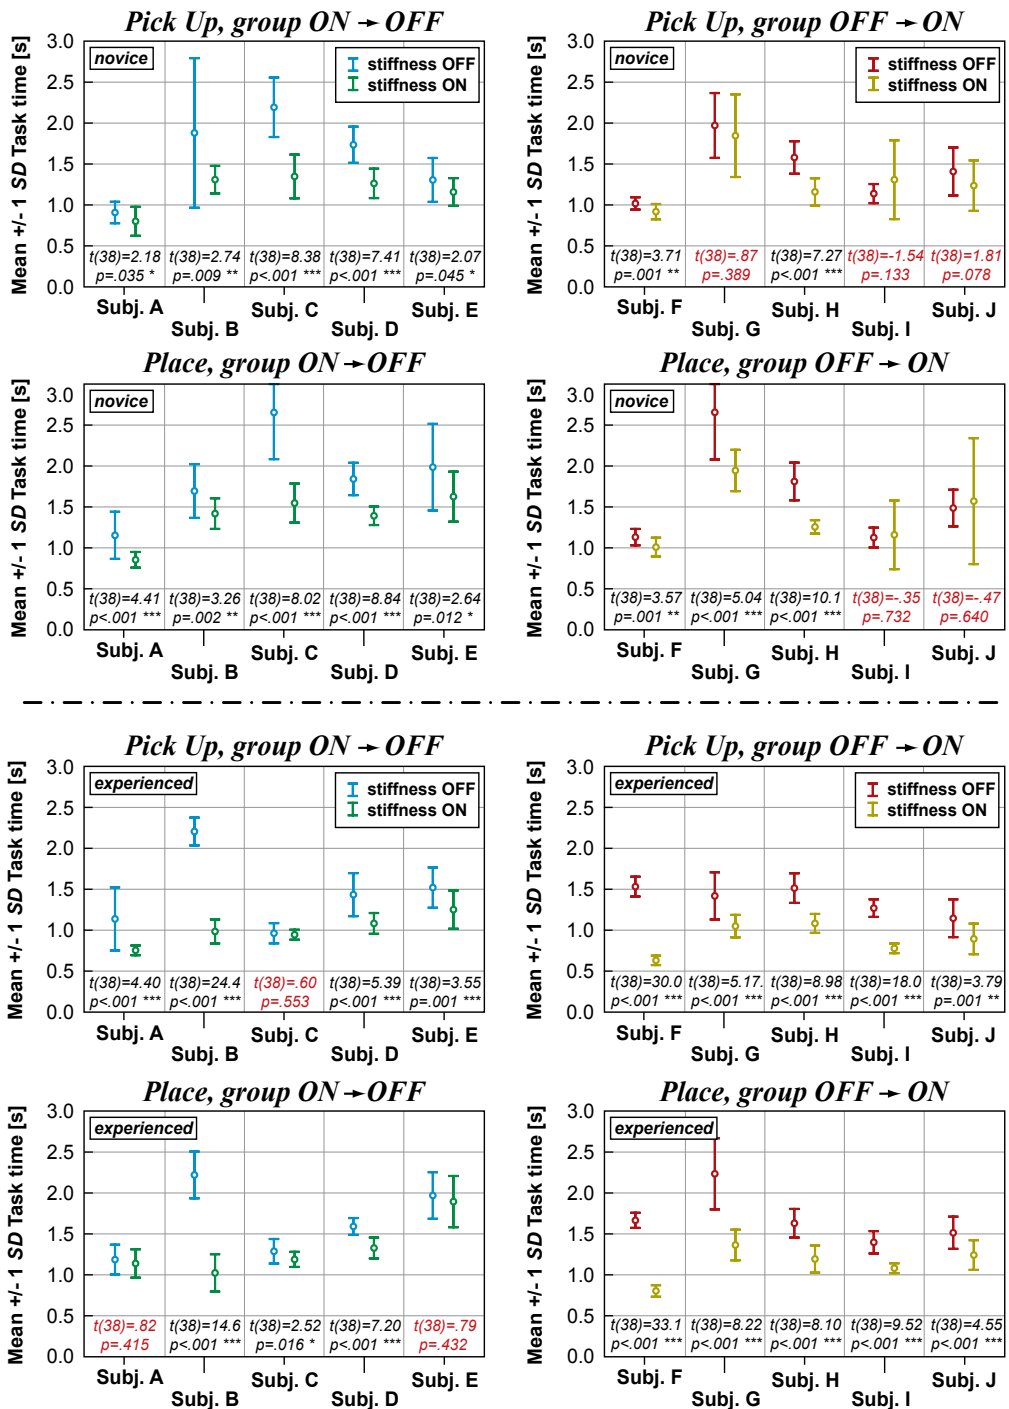 Pick Up, group ON → OFF
Mean +/- 1 SD Task time [s]
3.0
2.5
2.0
1.5
1.0
0.5
0.0
novice
stiffness OFF
stiffness ON
t(38)=2.18 t(38)=2.74 t(38)=8.38 t(38)=7.41 t(38)=2.07
p=.035 * p=.009 ** p<.001 *** p<.001 *** p=.045 *
Subj. A Subj. B Subj. C Subj. D Subj. E
Pick Up, group OFF → ON
Mean +/- 1 SD Task time [s]
3.0
2.5
2.0
1.5
1.0
0.5
0.0
novice
stiffness OFF
stiffness ON
t(38)=3.71 t(38)=.87 t(38)=7.27 t(38)=-1.54 t(38)=1.81
p=.001 ** p=.389 p<.001 *** p=.133 p=.078
Subj. F Subj. G Subj. H Subj. I Subj. J
Place, group ON → OFF
Mean +/- 1 SD Task time [s]
3.0
2.0
1.5
1.0
0.5
0.0
novice
t(38)=4.41 t(38)=3.26 t(38)=8.02 t(38)=8.84 t(38)=2.64
p<.001 *** p=.002 ** p<.001 *** p<.001 *** p=.012 *
Subj. A Subj. B Subj. C Subj. D Subj. E
Place, group OFF → ON
Mean +/- 1 SD Task time [s]
3.0
2.0
1.5
1.0
0.5
0.0
novice
t(38)=3.57 t(38)=5.04 t(38)=10.1 t(38)=-.35 t(38)=-.47
p=.001 ** p<.001 *** p<.001 *** p=.732 p=.640
Subj. F Subj. G Subj. H Subj. I Subj. J
Pick Up, group ON → OFF
Mean +/- 1 SD Task time [s]
3.0
2.5
2.0
1.5
1.0
0.5
0.0
experienced
stiffness OFF
stiffness ON
t(38)=4.40 t(38)=24.4 t(38)=.60 t(38)=5.39 t(38)=3.55
p<.001 *** p<.001 *** p=.553 p<.001 *** p=.001 ***
Subj. A Subj. B Subj. C Subj. D Subj. E
Pick Up, group OFF → ON
Mean +/- 1 SD Task time [s]
3.0
2.5
2.0
1.5
1.0
0.5
0.0
experienced
stiffness OFF
stiffness ON
t(38)=30.0 t(38)=5.17. t(38)=8.98 t(38)=18.0 t(38)=3.79
p<.001 *** p<.001 *** p<.001 *** p<.001 *** p=.001 **
Subj. F Subj. G Subj. H Subj. I Subj. J
Place, group ON → OFF
Mean +/- 1 SD Task time [s]
3.0
2.5
2.0
1.5
1.0
0.5
0.0
experienced
t(38)=.82 t(38)=14.6 t(38)=2.52 t(38)=7.20 t(38)=.79
p=.415 p<.001 *** p=.016 * p<.001 *** p=.432
Subj. A Subj. B Subj. C Subj. D Subj. E
Place, group OFF → ON
Mean +/- 1 SD Task time [s]
3.0
2.5
2.0
1.5
1.0
0.5
0.0
experienced
t(38)=33.1 t(38)=8.22 t(38)=8.10 t(38)=9.52 t(38)=4.55
p<.001 *** p<.001 *** p<.001 *** p<.001 *** p<.001 ***
Subj. F Subj. G Subj. H Subj. I Subj. J